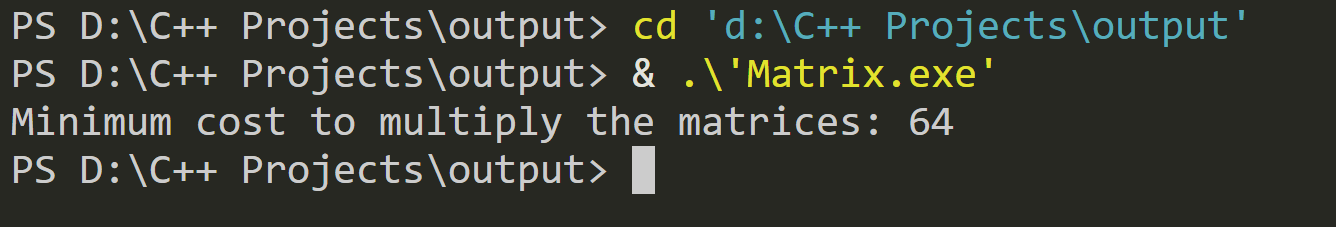 PS D:\C++ Projects\output> cd 'd:\C++ Projects\output'
PS D:\C++ Projects\output> & .\'Matrix.exe'
Minimum cost to multiply the matrices: 64
PS D:\C++ Projects\output>